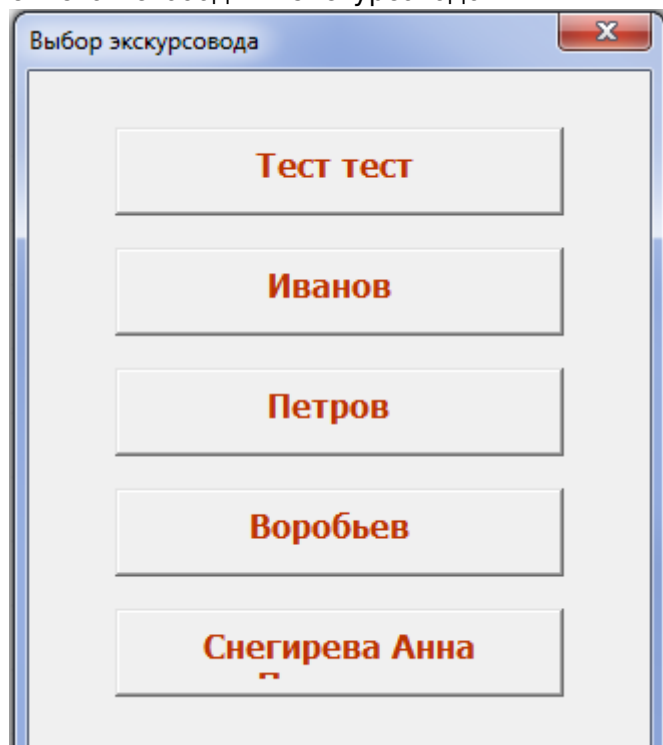 Выбор экскурсовода
Тест тест
Иванов
Петров
Воробьев
Снегирева Анна